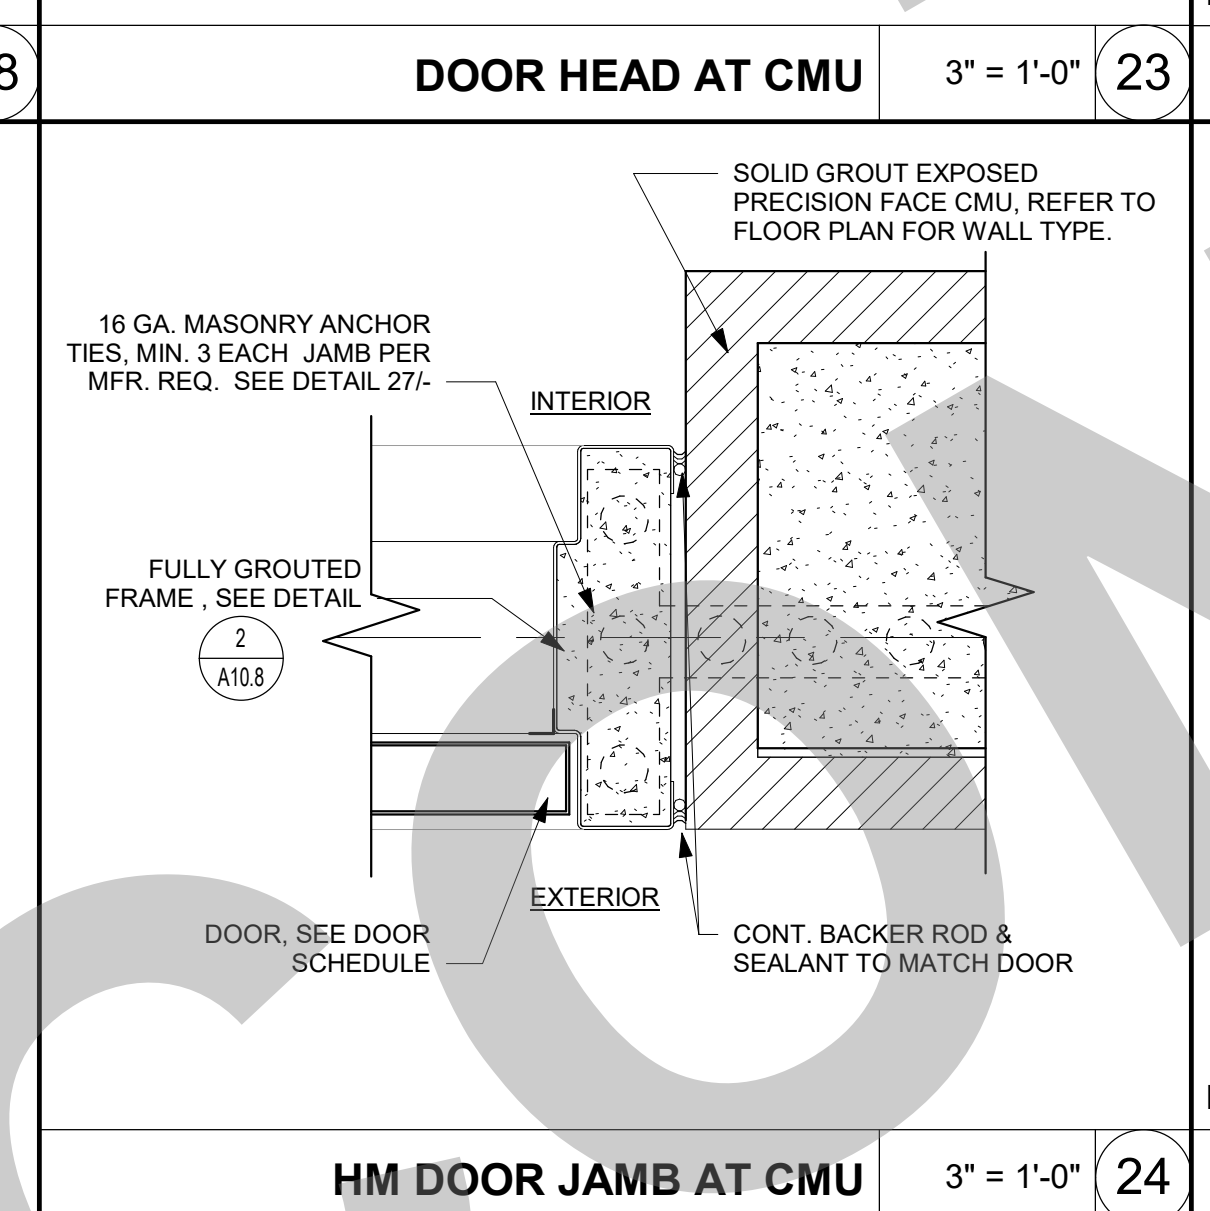 8
DOOR HEAD AT CMU
3" = 1'-0"
23
SOLID GROUT EXPOSED
PRECISION FACE CMU, REFER TO
FLOOR PLAN FOR WALL TYPE.
16 GA. MASONRY ANCHOR
TIES, MIN. 3 EACH JAMB PER
MFR. REQ. SEE DETAIL 27/-
INTERIOR
FULLY GROUTED
FRAME , SEE DETAIL
2
A10.8
EXTERIOR
DOOR, SEE DOOR
SCHEDULE
CONT. BACKER ROD &
SEALANT TO MATCH DOOR
HM DOOR JAMB AT CMU
3" = 1'-0"
24